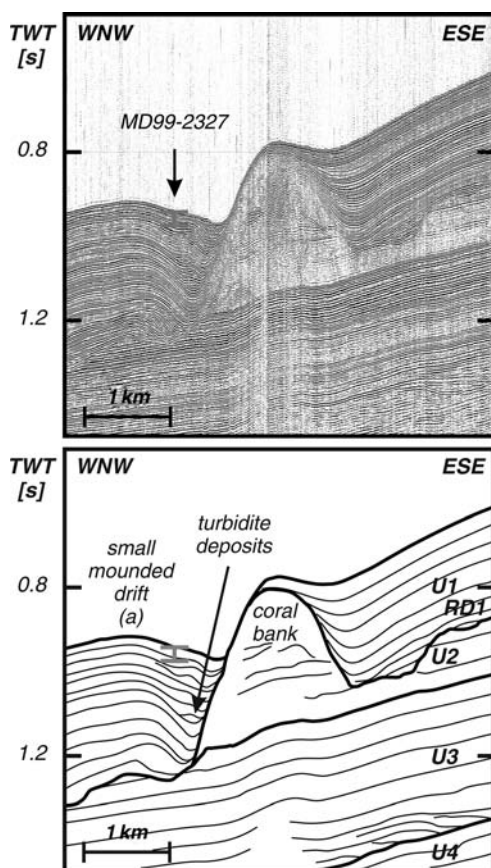 TWT
[s]
WNW
ESE
MD99-2327
0.8
1.2
1 km
TWT
[s]
WNW
ESE
turbidite
deposits
small
mounded
drift
(a)
0.8
coral
bank
U1
RD1
U2
1.2
U3
1 km
U4